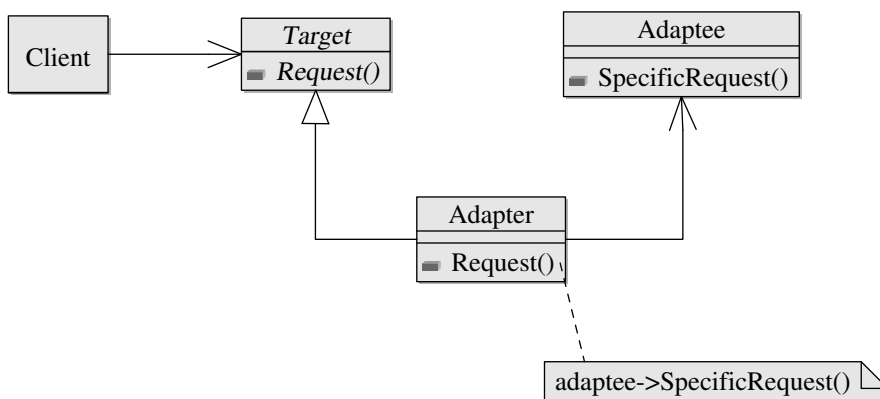 Client
Target
Request()
Adaptee
SpecificRequest()
Adapter
Request()
adaptee->SpecificRequest()